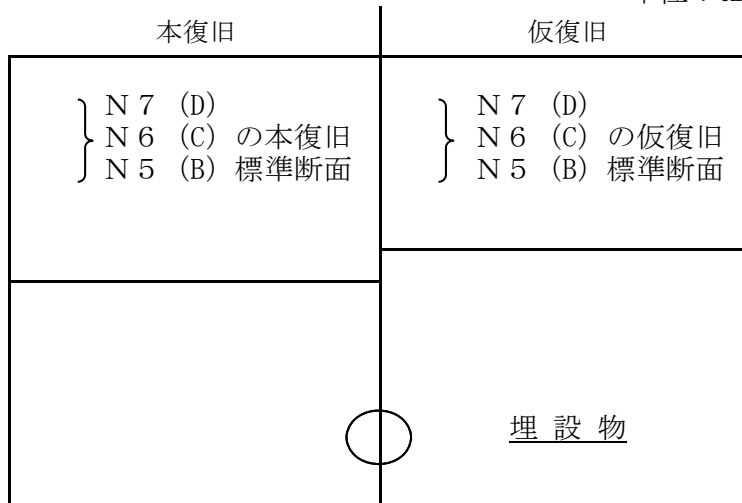 本復旧
仮復旧
Ｎ７ (D)
Ｎ６ (C) の本復旧
Ｎ５ (B) 標準断面
Ｎ７ (D)
Ｎ６ (C) の仮復旧
Ｎ５ (B) 標準断面
埋設物